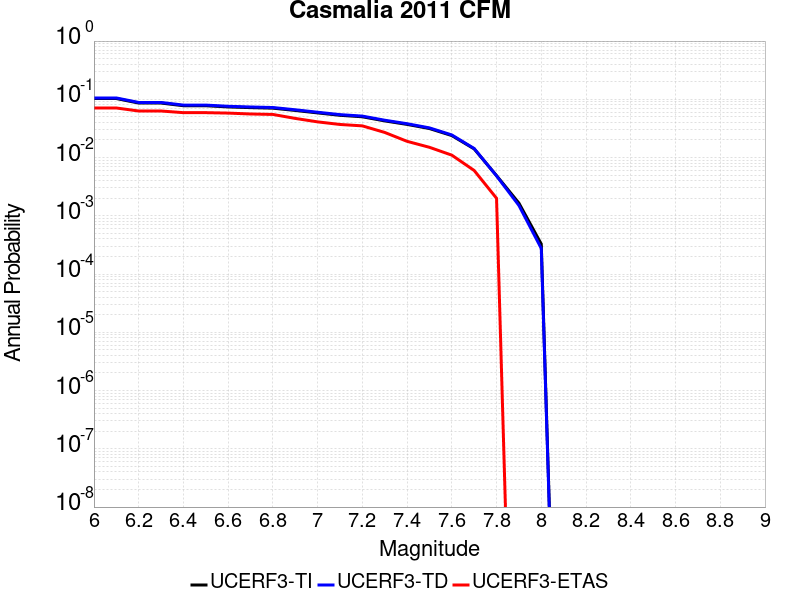 Casmalia 2011 CFM
Annual Probability
10^0
10^-1
10^-2
10^-3
10^-4
10^-5
10^-6
10^-7
10^-8
6 6.2 6.4 6.6 6.8 7 7.2 7.4 7.6 7.8 8 8.2 8.4 8.6 8.8 9
Magnitude
UCERF3-TI UCERF3-TD UCERF3-ETAS